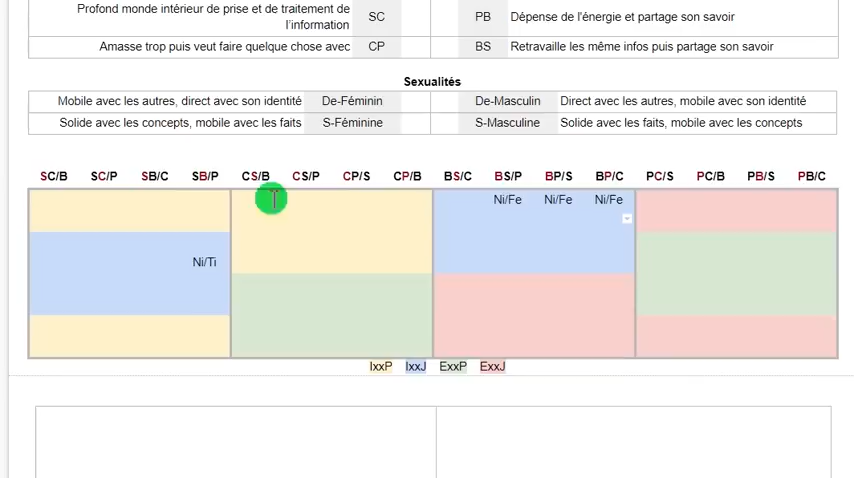 Profond monde intérieur de prise et de traitement de
l'information SC PB Dépense de l'énergie et partage son savoir
Amasse trop puis veut faire quelque chose avec CP BS Retravaille les même infos puis partage son savoir
Sexualités
Mobile avec les autres, direct avec son identité De-Féminin De-Masculin Direct avec les autres, mobile avec son identité
Solide avec les concepts, mobile avec les faits S-Féminine S-Masculine Solide avec les faits, mobile avec les concepts
SC/B SC/P SB/C SB/P CS/B CS/P CP/S CP/B BS/C BS/P BP/S BP/C PC/S PC/B PB/S PB/C
Ni/Fe Ni/Fe Ni/Fe
Ni/Ti
IxxP IxxJ ExxP ExxJ